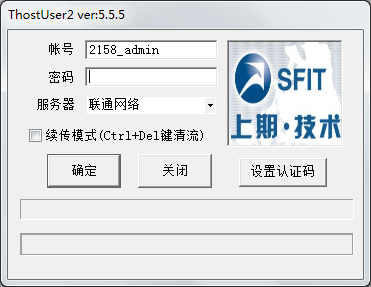 ThostUser2 ver:5.5.5
帐号 2158_admin
密码
服务器 联通网络
续传模式(Ctrl+Del键清流)
SFIT
上期·技术
确定 关闭 设置认证码